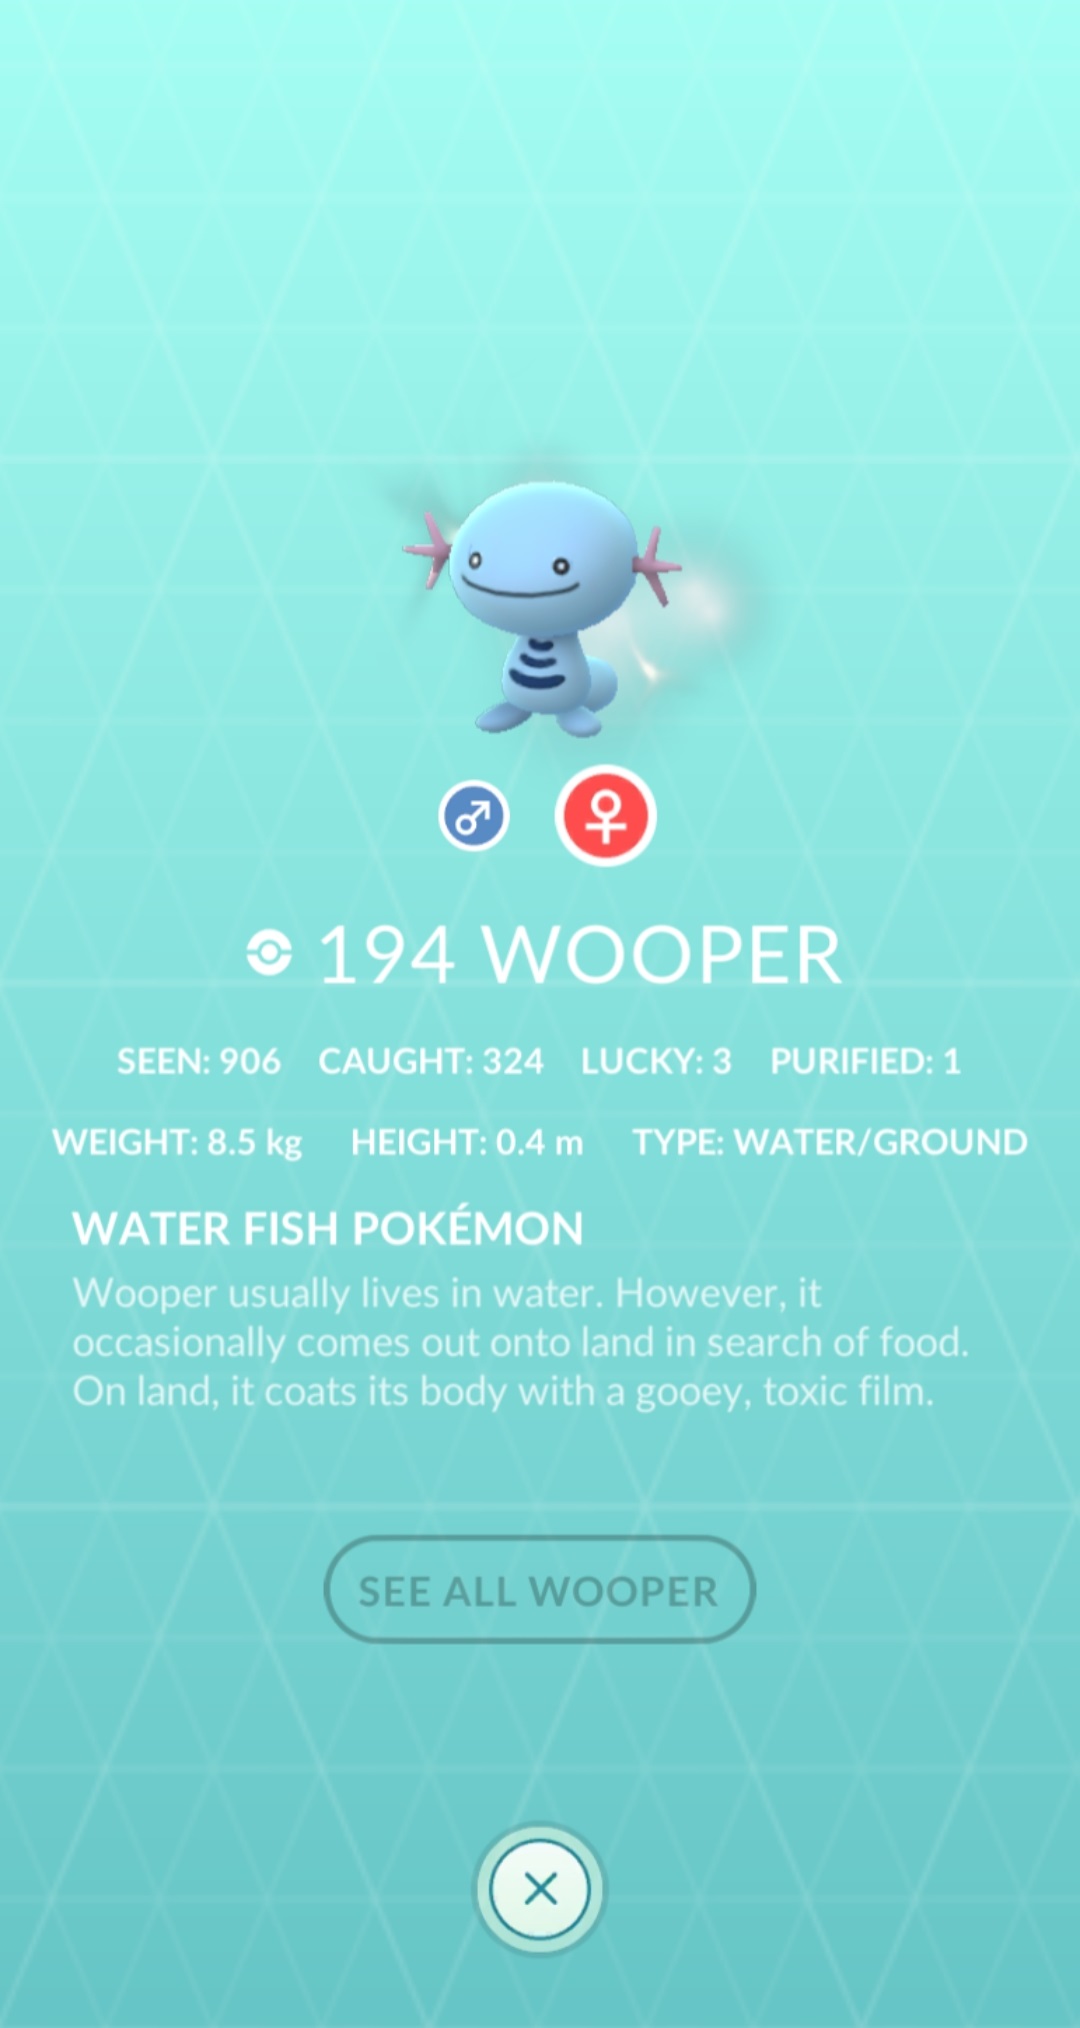 194 WOOPER
SEEN: 906 CAUGHT: 324 LUCKY: 3 PURIFIED: 1
WEIGHT: 8.5 kg HEIGHT: 0.4 m TYPE: WATER/GROUND
WATER FISH POKÉMON
Wooper usually lives in water. However, it
occasionally comes out onto land in search of food.
On land, it coats its body with a gooey, toxic film.
SEE ALL WOOPER